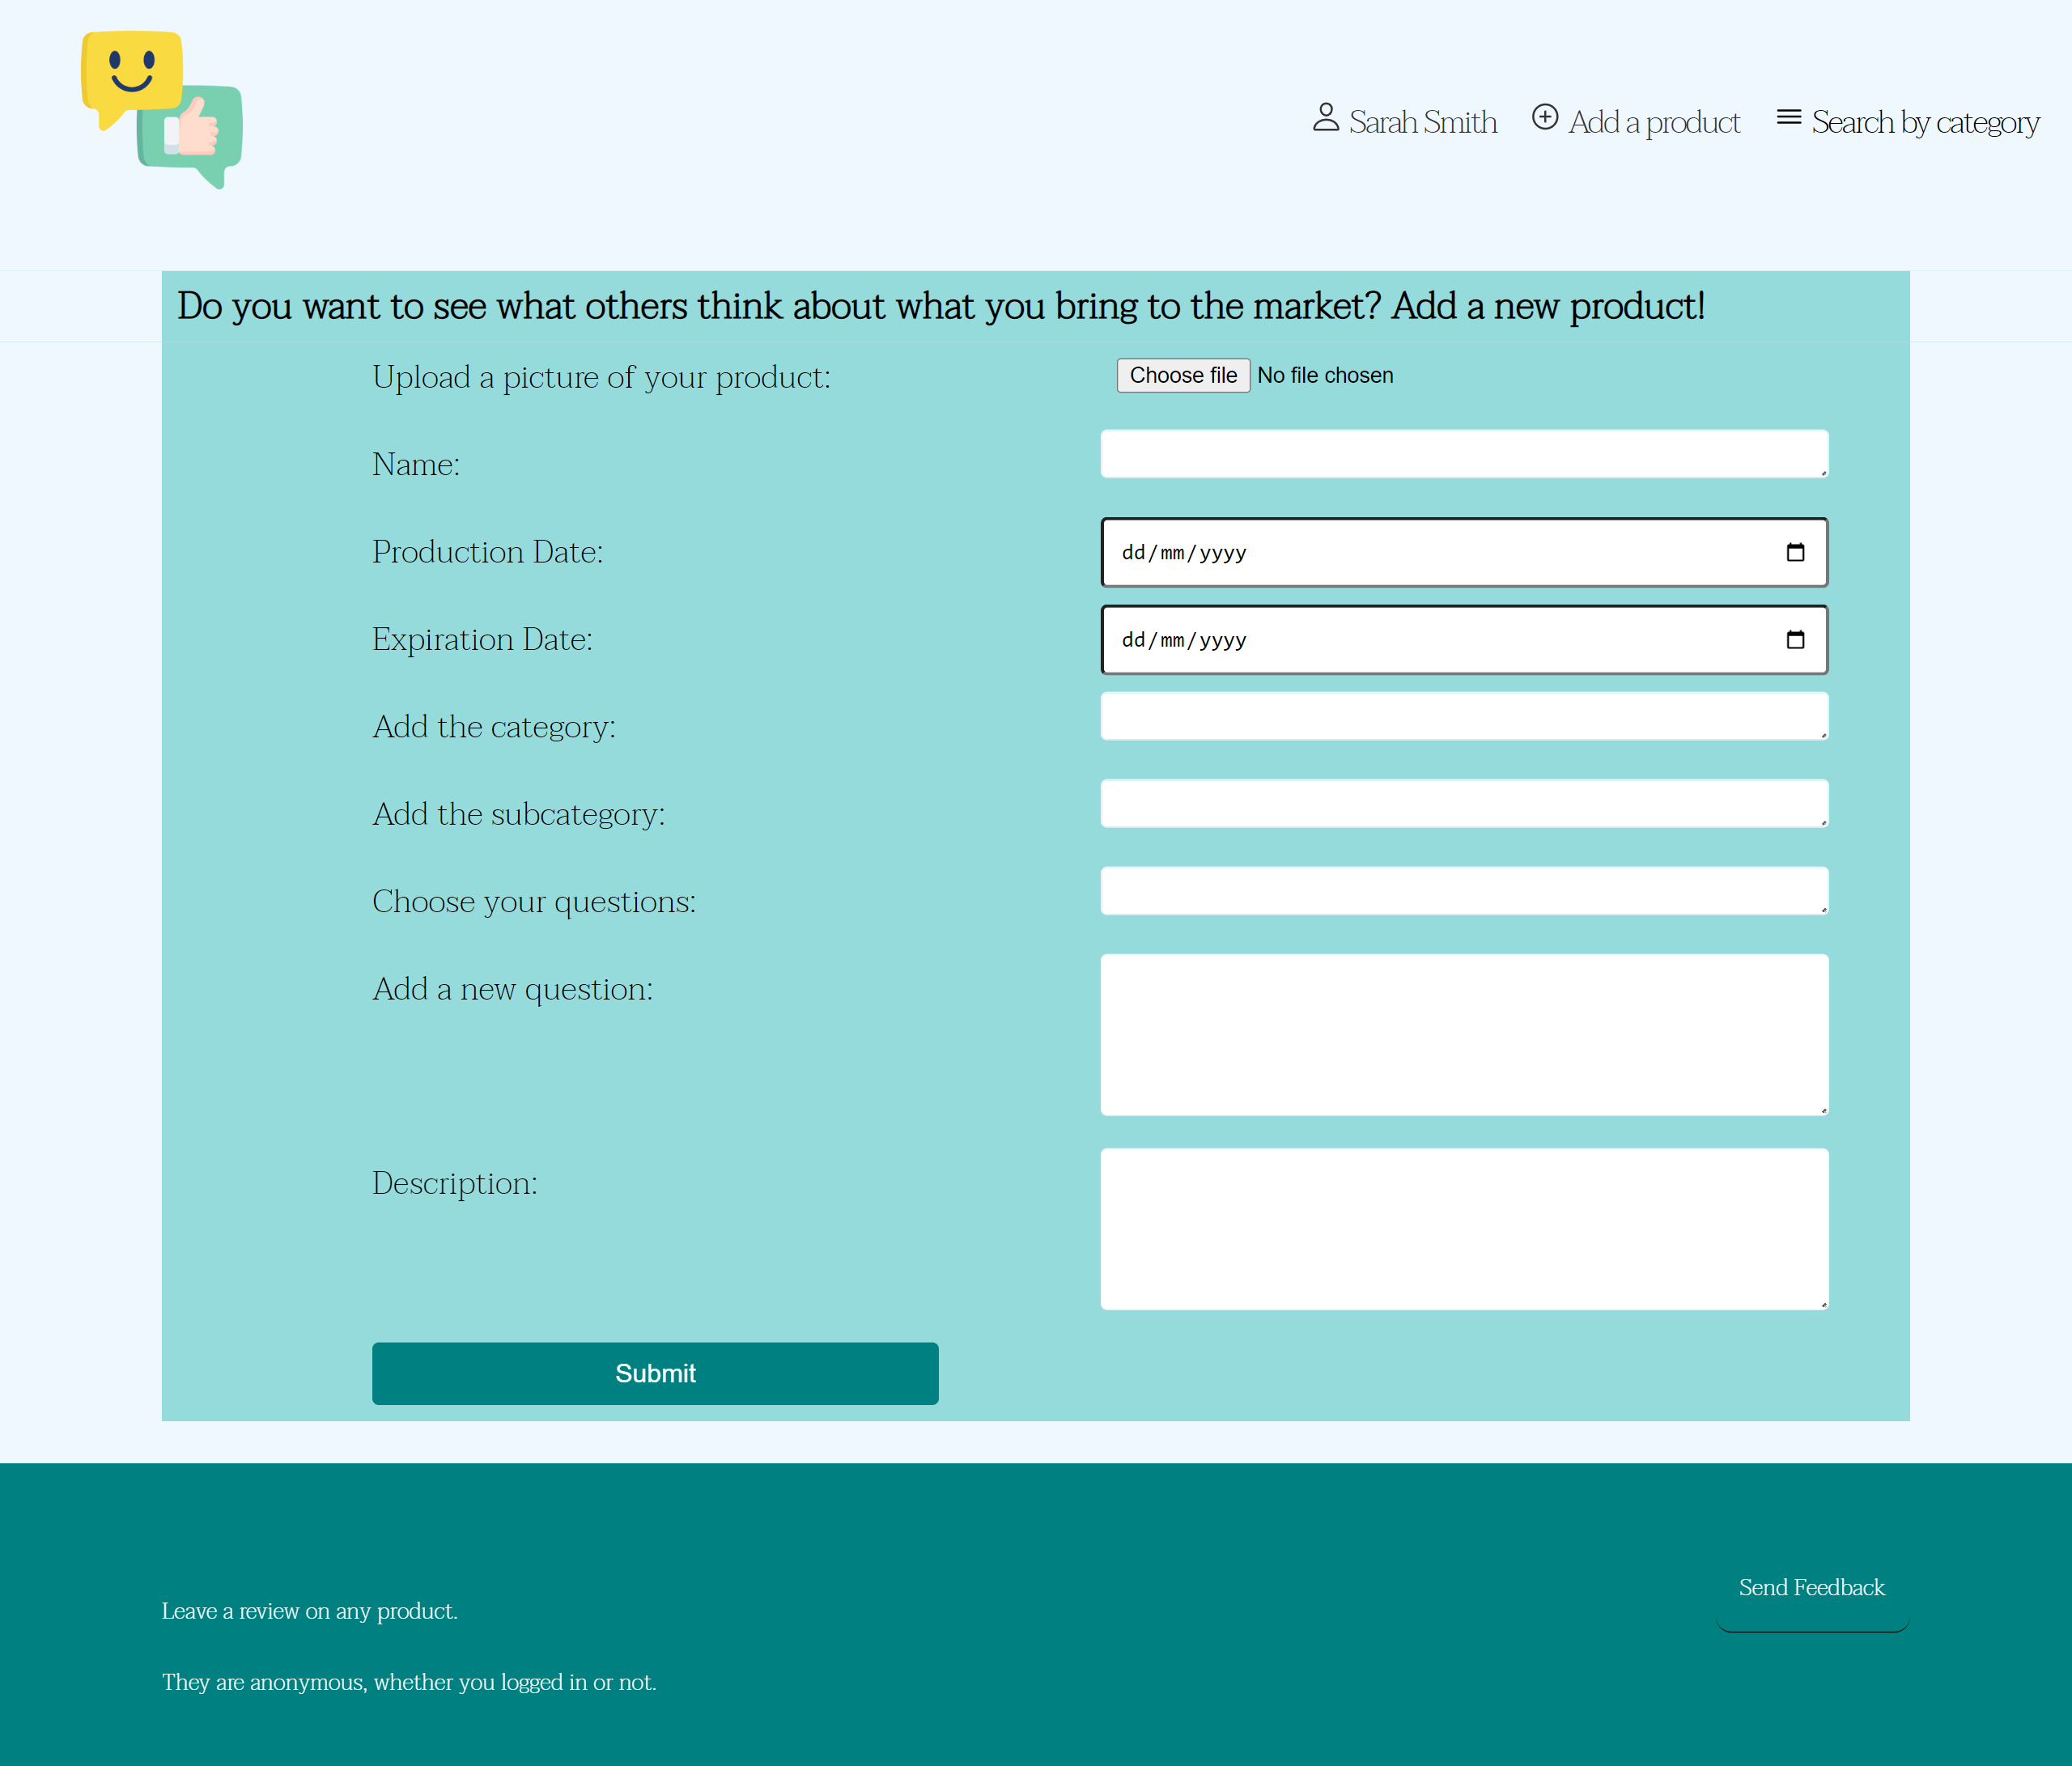 Sarah Smith
Add a product
Search by category
Do you want to see what others think about what you bring to the market? Add a new product!
Upload a picture of your product:
Choose file No file chosen
Name:
Production Date:
dd/mm/yyyy
Expiration Date:
dd/mm/yyyy
Add the category:
Add the subcategory:
Choose your questions:
Add a new question:
Description:
Submit
Send Feedback
Leave a review on any product.
They are anonymous, whether you logged in or not.